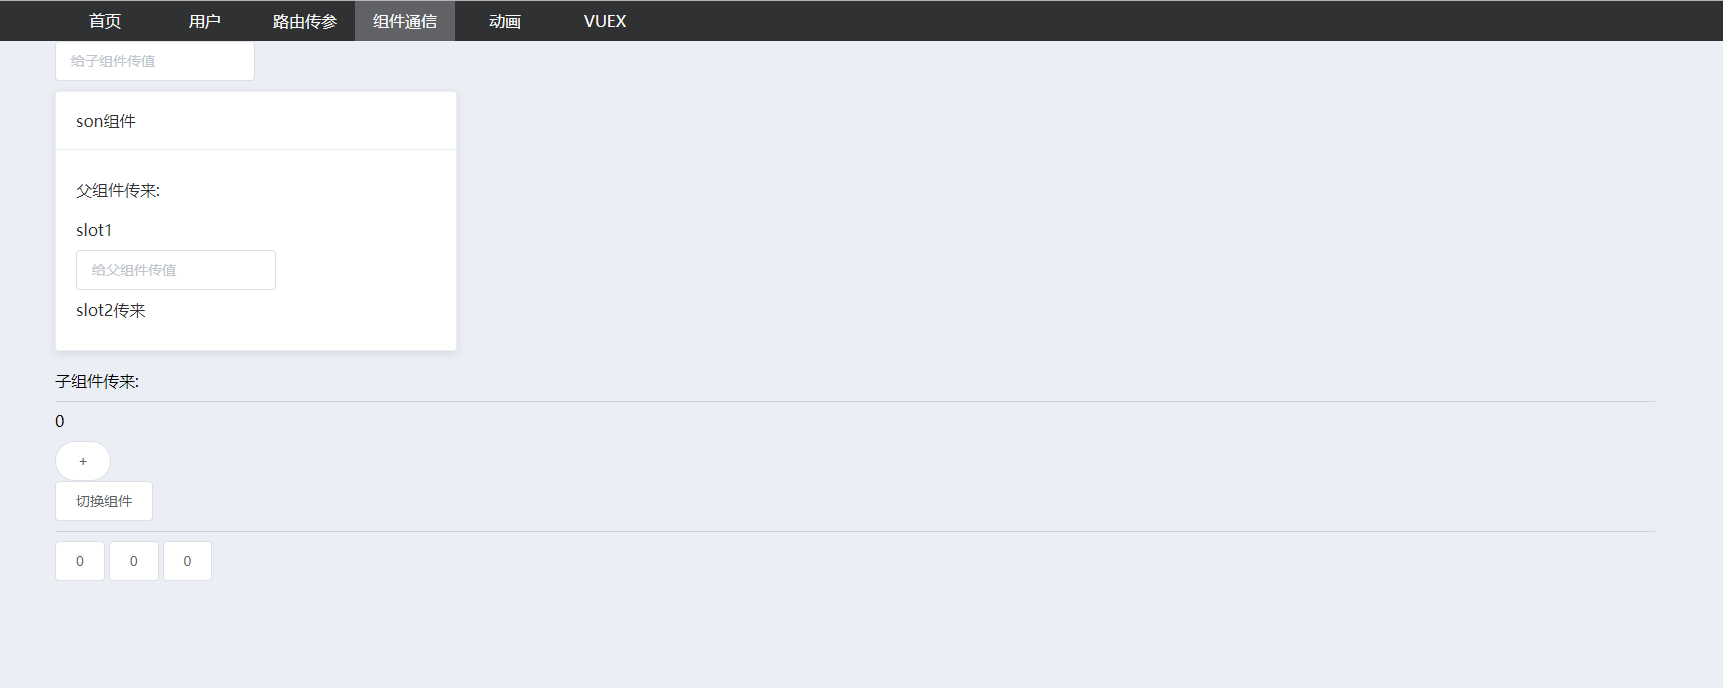 首页 用户 路由传参 组件通信 动画 VUEX
给子组件传值
son组件
父组件传来:
slot1
给父组件传值
slot2传来
子组件传来:
0
+
切换组件
0 0 0